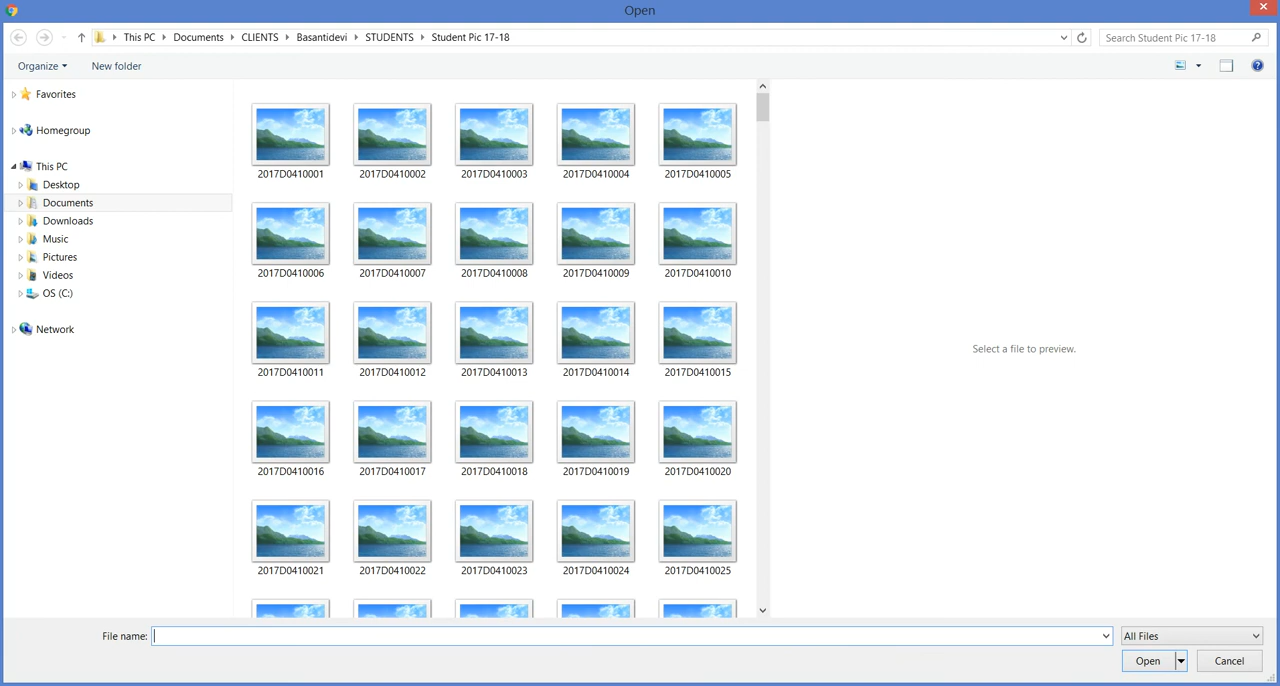 Open
This PC Documents CLIENTS Basantidevi STUDENTS Student Pic 17-18
Search Student Pic 17-18
Organize New folder
Favorites
Homegroup
This PC
Desktop
Documents
Downloads
Music
Pictures
Videos
OS (C:)
Network
2017D0410001 2017D0410002 2017D0410003 2017D0410004 2017D0410005
2017D0410006 2017D0410007 2017D0410008 2017D0410009 2017D0410010
2017D0410011 2017D0410012 2017D0410013 2017D0410014 2017D0410015
2017D0410016 2017D0410017 2017D0410018 2017D0410019 2017D0410020
2017D0410021 2017D0410022 2017D0410023 2017D0410024 2017D0410025
Select a file to preview.
File name:
All Files
Open Cancel